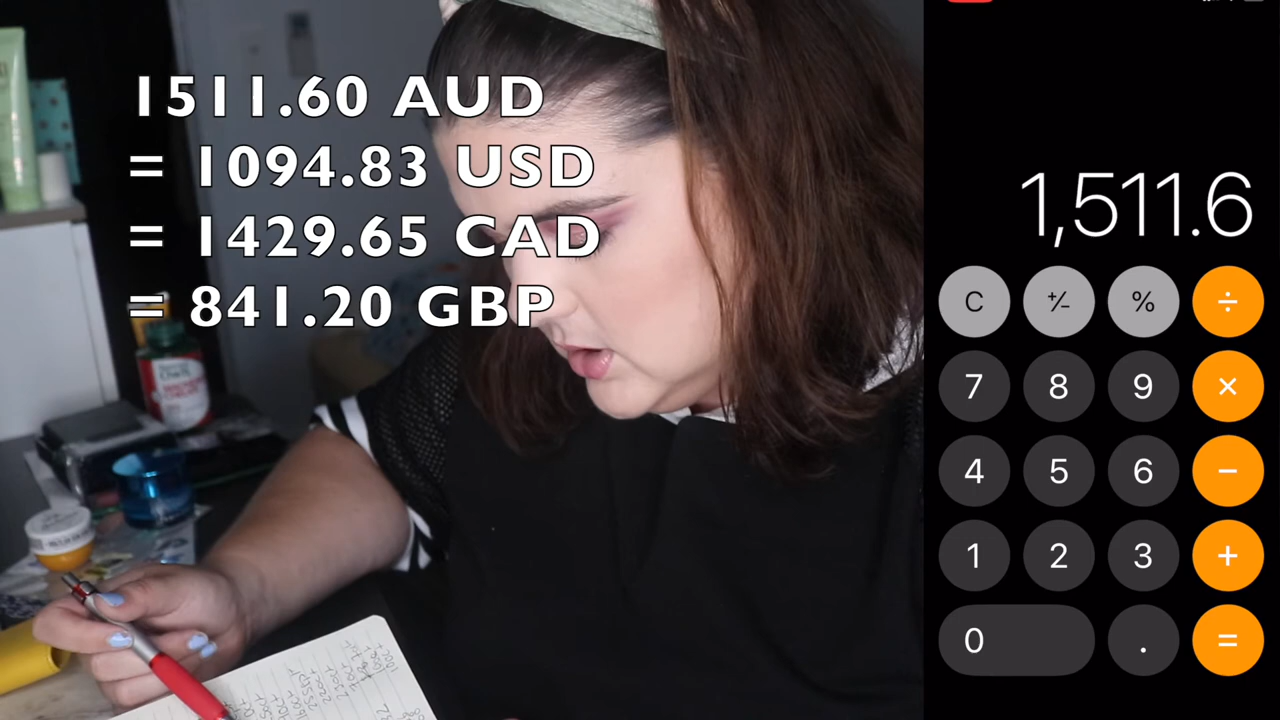 1511.60 AUD
= 1094.83 USD
= 1429.65 CAD
= 841.20 GBP
1,511.6
C +/- % ÷
7 8 9 ×
4 5 6 −
1 2 3 +
0 . =